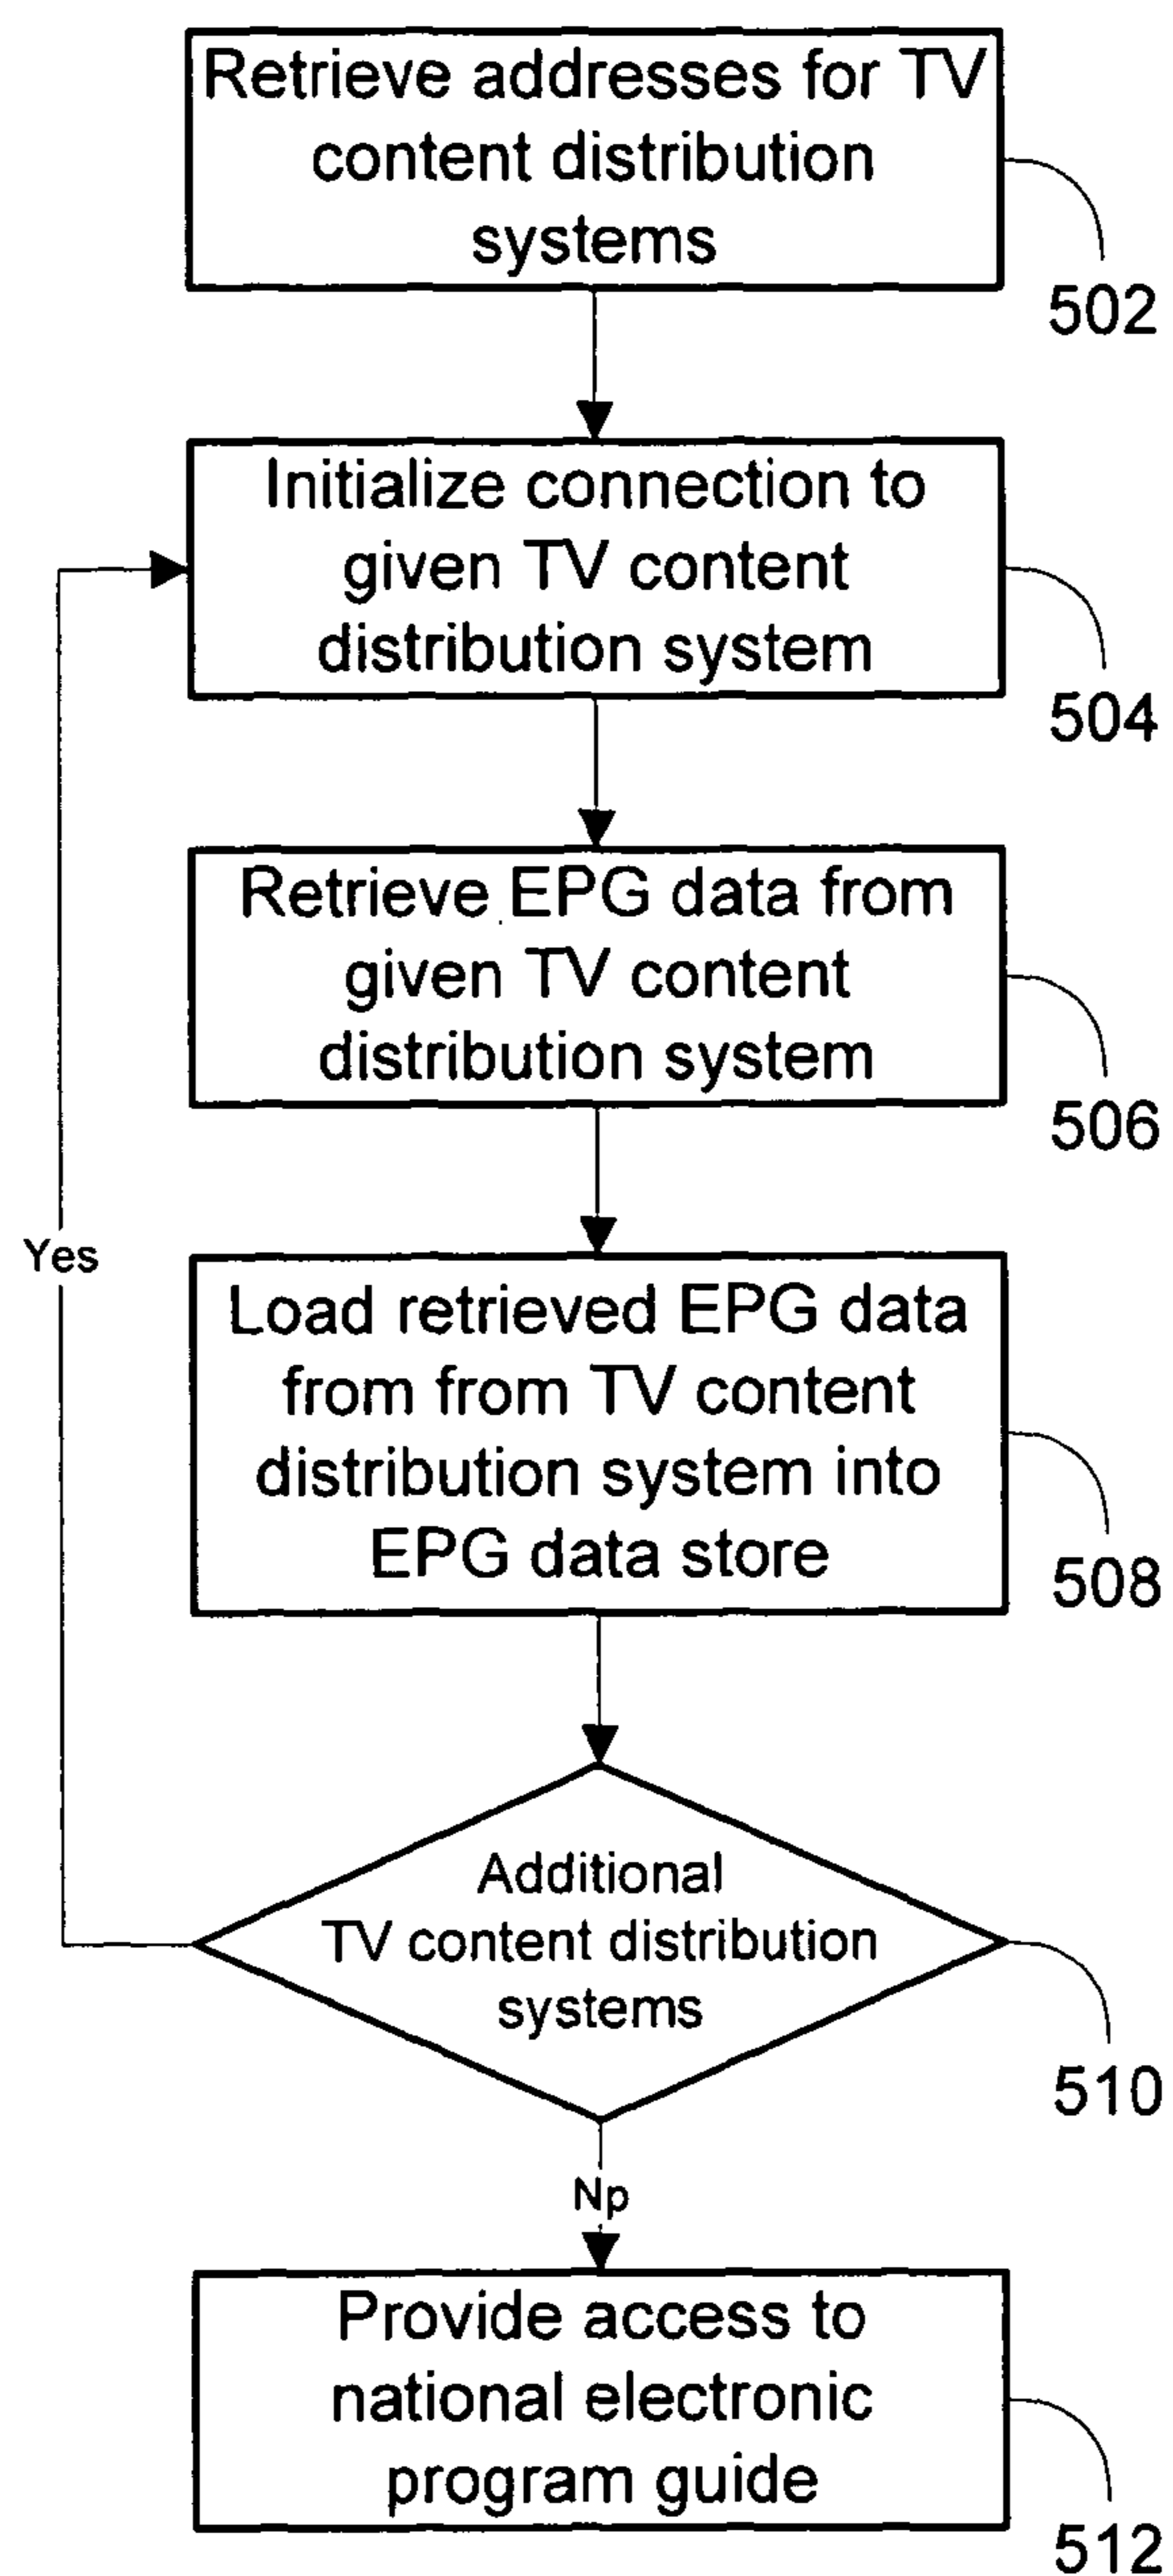 Retrieve addresses for TV
content distribution
systems
502
Initialize connection to
given TV content
distribution system
504
Retrieve EPG data from
given TV content
distribution system
506
Yes
Load retrieved EPG data
from from TV content
distribution system into
EPG data store
508
Additional
TV content distribution
systems
510
Np
Provide access to
national electronic
program guide
512